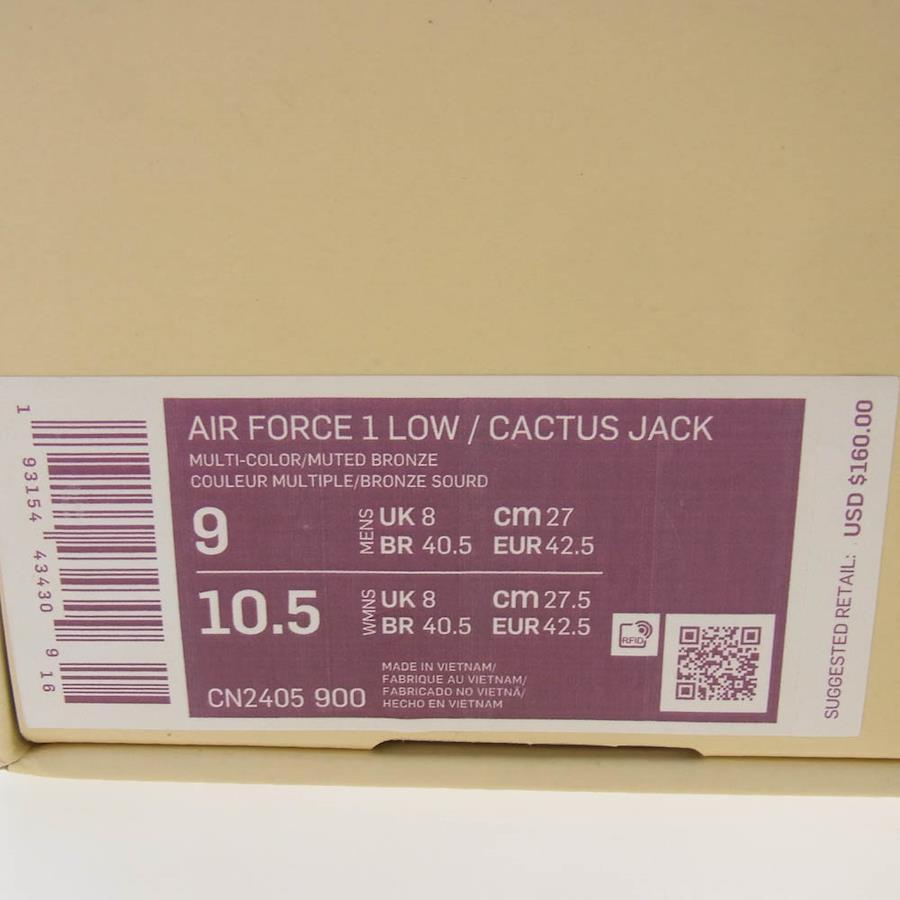 AIR FORCE 1 LOW / CACTUS JACK
MULTI-COLOR/MUTED BRONZE
COULEUR MULTIPLE/BRONZE SOURD
9
MENS
UK 8 cm 27
BR 40.5 EUR 42.5
10.5
WMNS
UK 8 cm 27.5
BR 40.5 EUR 42.5
RFID
MADE IN VIETNAM/
FABRIQUE AU VIETNAM/
FABRICADO NO VIETNÃ/
HECHO EN VIETNAM
CN2405 900
1 93154 43430 9 16
SUGGESTED RETAIL: USD $160.00